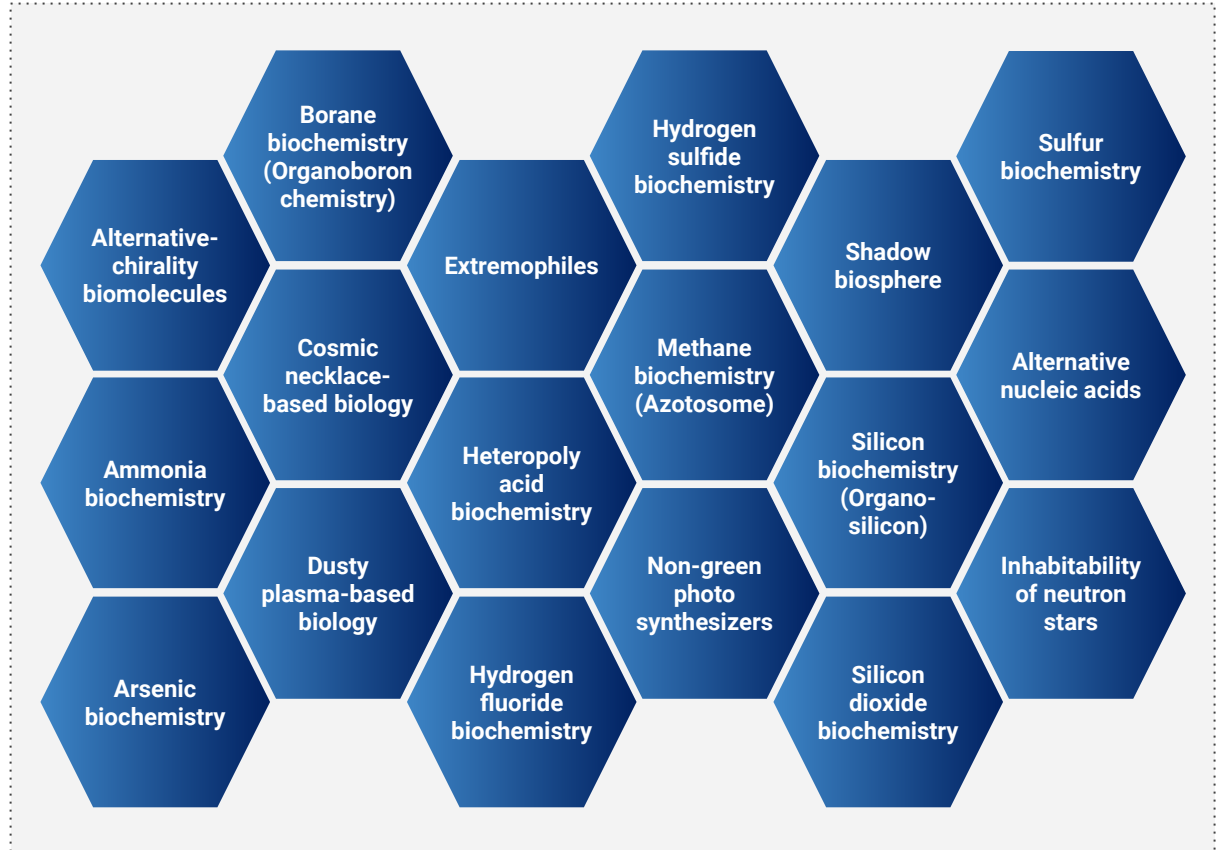 Borane
biochemistry
(Organoboron
chemistry)
Hydrogen
sulfide
biochemistry
Sulfur
biochemistry
Alternative-
chirality
biomolecules
Extremophiles
Shadow
biosphere
Cosmic
necklace-
based biology
Methane
biochemistry
(Azotosome)
Alternative
nucleic acids
Ammonia
biochemistry
Heteropoly
acid
biochemistry
Silicon
biochemistry
(Organo-
silicon)
Dusty
plasma-based
biology
Non-green
photo
synthesizers
Inhabitability
of neutron
stars
Arsenic
biochemistry
Hydrogen
fluoride
biochemistry
Silicon
dioxide
biochemistry